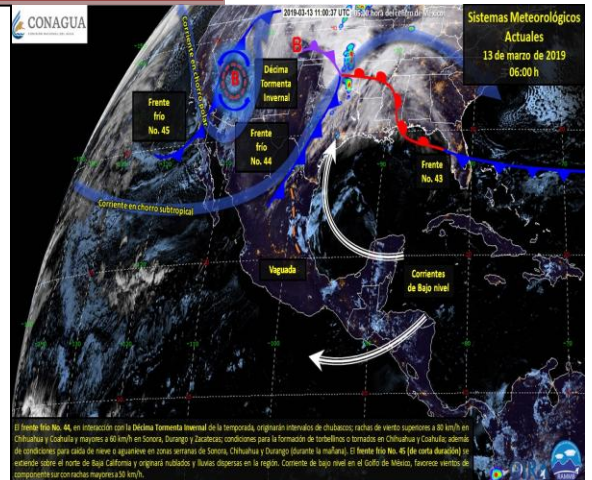 CONAGUA
COMISIÓN NACIONAL DEL AGUA
2019-03-13 11:00:37 UTC
Sistemas Meteorológicos
Actuales
13 de marzo de 2019
06:00 h
Corriente en chorro polar
B
B
Décima
Tormenta
Invernal
Frente
frío
No. 45
Frente
frío
No. 44
Frente
No. 43
Corriente en chorro subtropical
Vaguada
Corrientes
de Bajo nivel
El frente frío No. 44, en interacción con la Décima Tormenta Invernal de la temporada, originarán intervalos de chubascos; rachas de viento superiores a 80 km/h en
Chihuahua y Coahuila y mayores a 60 km/h en Sonora, Durango y Zacatecas; condiciones para la formación de torbellinos o tornados en Chihuahua y Coahuila; además
de condiciones para caída de nieve o aguanieve en zonas serranas de Sonora, Chihuahua y Durango (durante la mañana). El frente frío No. 45 (de corta duración) se
extiende sobre el norte de Baja California y originará nublados y lluvias dispersas en la región. Corriente de bajo nivel en el Golfo de México, favorece vientos de
componente sur con rachas mayores a 50 km/h.